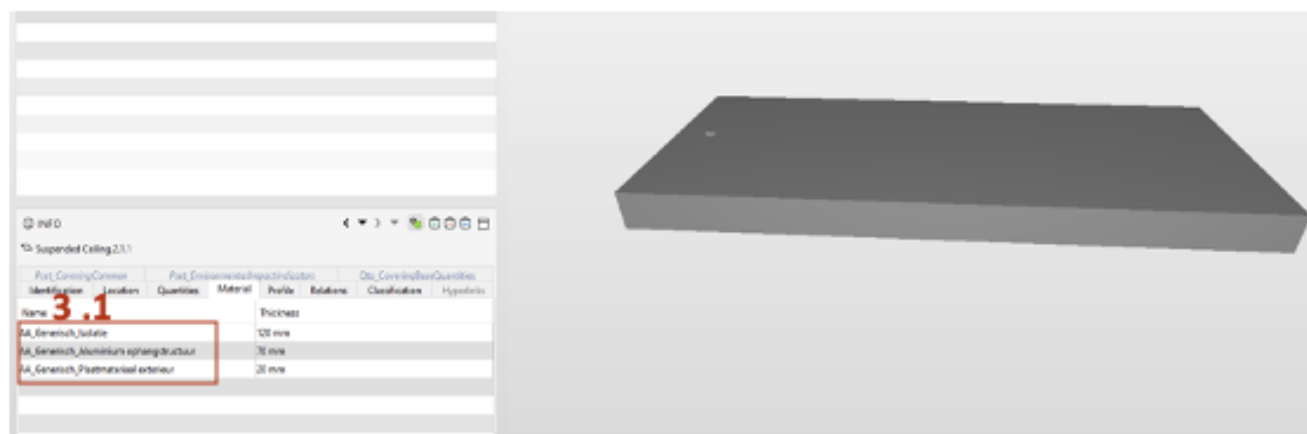 INFO
Suspended Ceiling.2.1.1
Pset_CoveringCommon Pset_EnvironmentalImpactIndicators Qto_CoveringBaseQuantities
Identification Location Quantities Material Profile Relations Classification Hyperlinks
Name 3 .1 Thickness
AA_Generisch_Isolatie 120 mm
AA_Generisch_Aluminium ophangstructuur 70 mm
AA_Generisch_Plaatmateriaal exterieur 20 mm